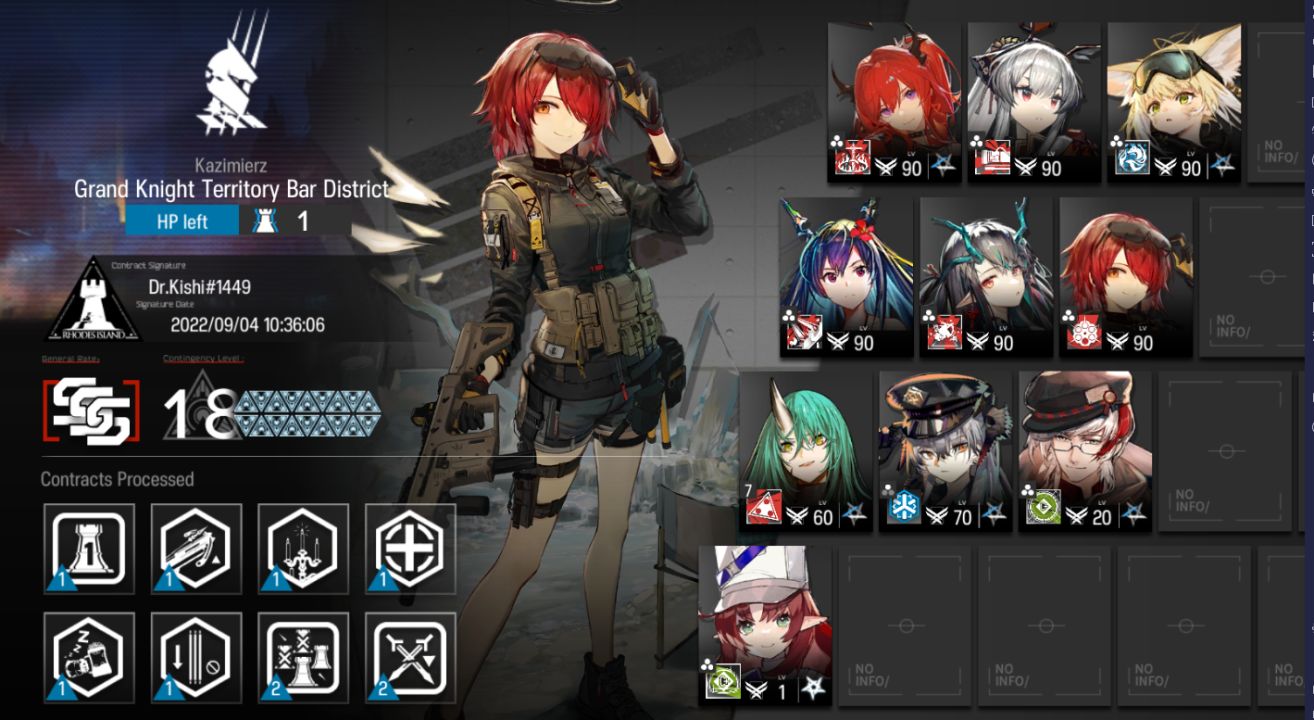 Kazimierz
Grand Knight Territory Bar District
HP left 1
Contract Signature
Dr.Kishi#1449
Signature Date
2022/09/04 10:36:06
RHODES ISLAND
General Rate:
Contingency Level :
18
Contracts Processed
1
1 1 1 1
Z Z Z
1 1 2 2
LV 90
LV 90
LV 90
NO INFO/
LV 90
LV 90
LV 90
NO INFO/
7
LV 60
LV 70
LV 20
NO INFO/
LV 1
NO INFO/
NO INFO/
NO INFO/
NO INFO/